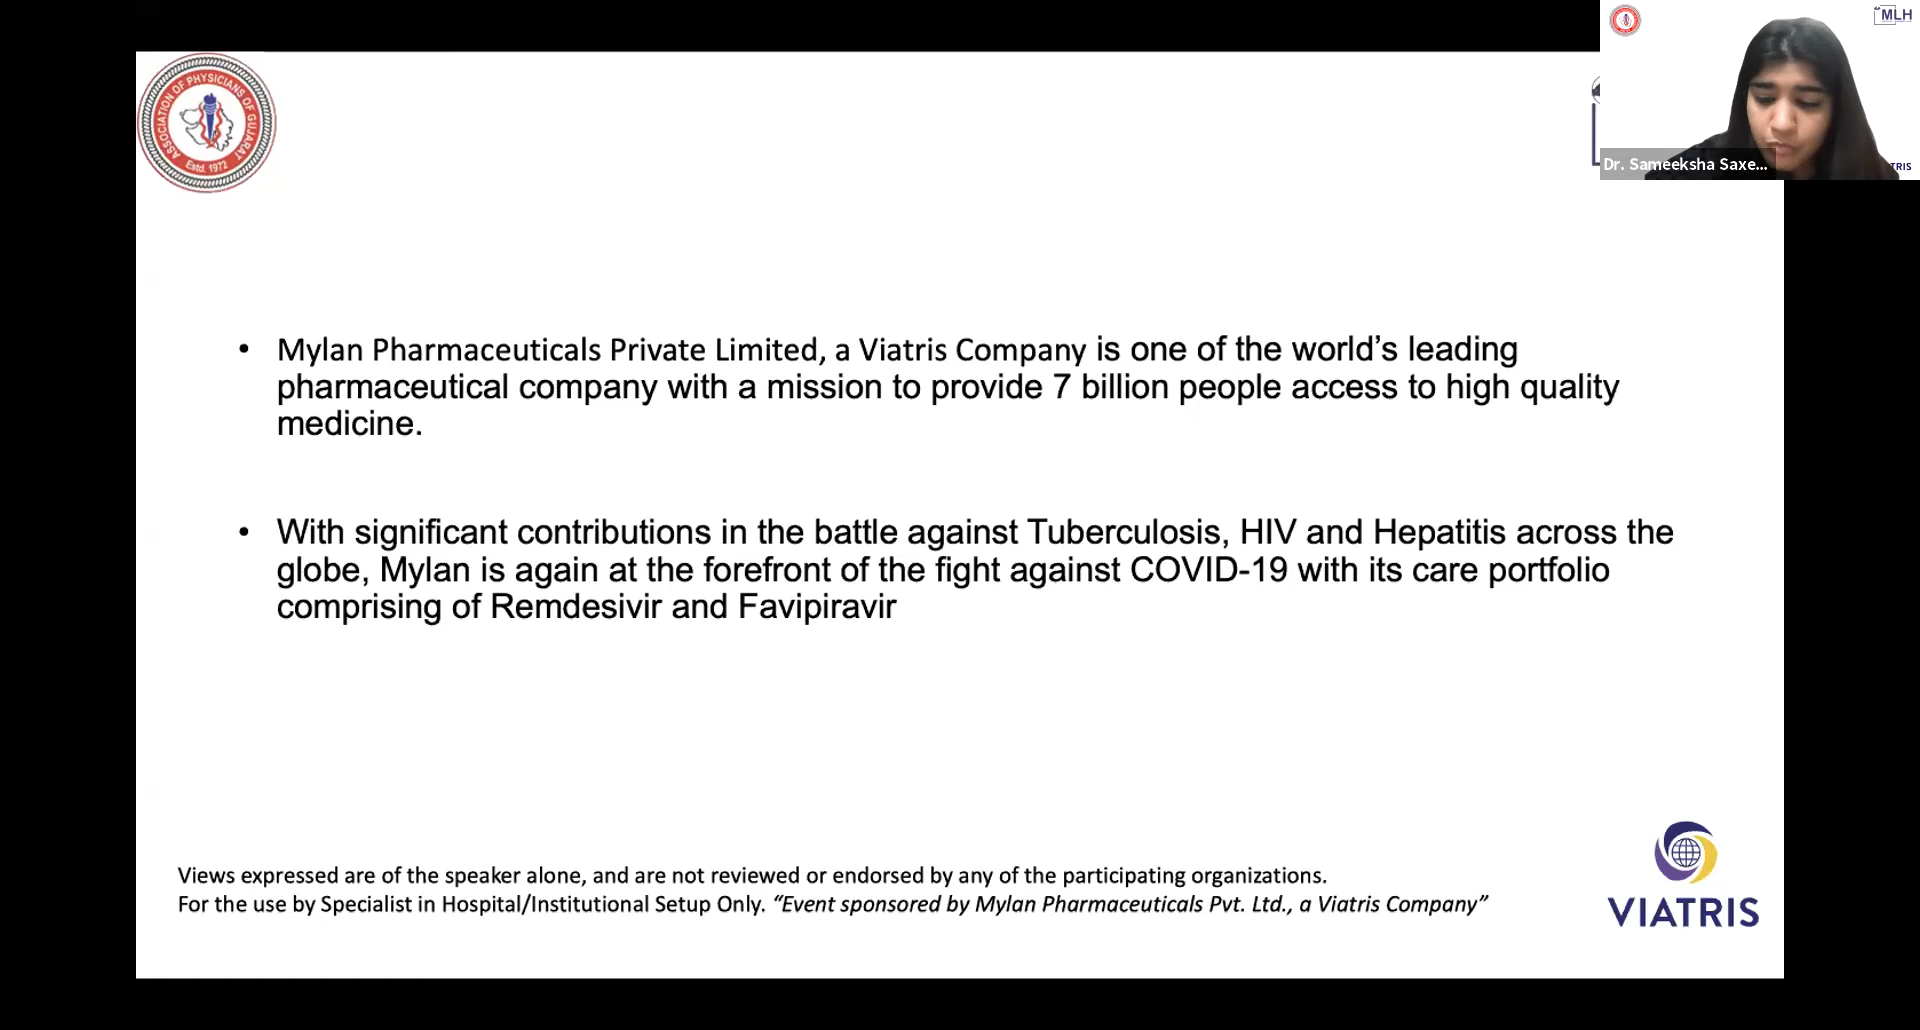 ASSOCIATION OF PHYSICIANS OF GUJARAT
Estd. 1972
MLH
Dr. Sameeksha Saxe...
TRIS
• Mylan Pharmaceuticals Private Limited, a Viatris Company is one of the world’s leading
pharmaceutical company with a mission to provide 7 billion people access to high quality
medicine.
• With significant contributions in the battle against Tuberculosis, HIV and Hepatitis across the
globe, Mylan is again at the forefront of the fight against COVID-19 with its care portfolio
comprising of Remdesivir and Favipiravir
Views expressed are of the speaker alone, and are not reviewed or endorsed by any of the participating organizations.
For the use by Specialist in Hospital/Institutional Setup Only. “Event sponsored by Mylan Pharmaceuticals Pvt. Ltd., a Viatris Company”
VIATRIS